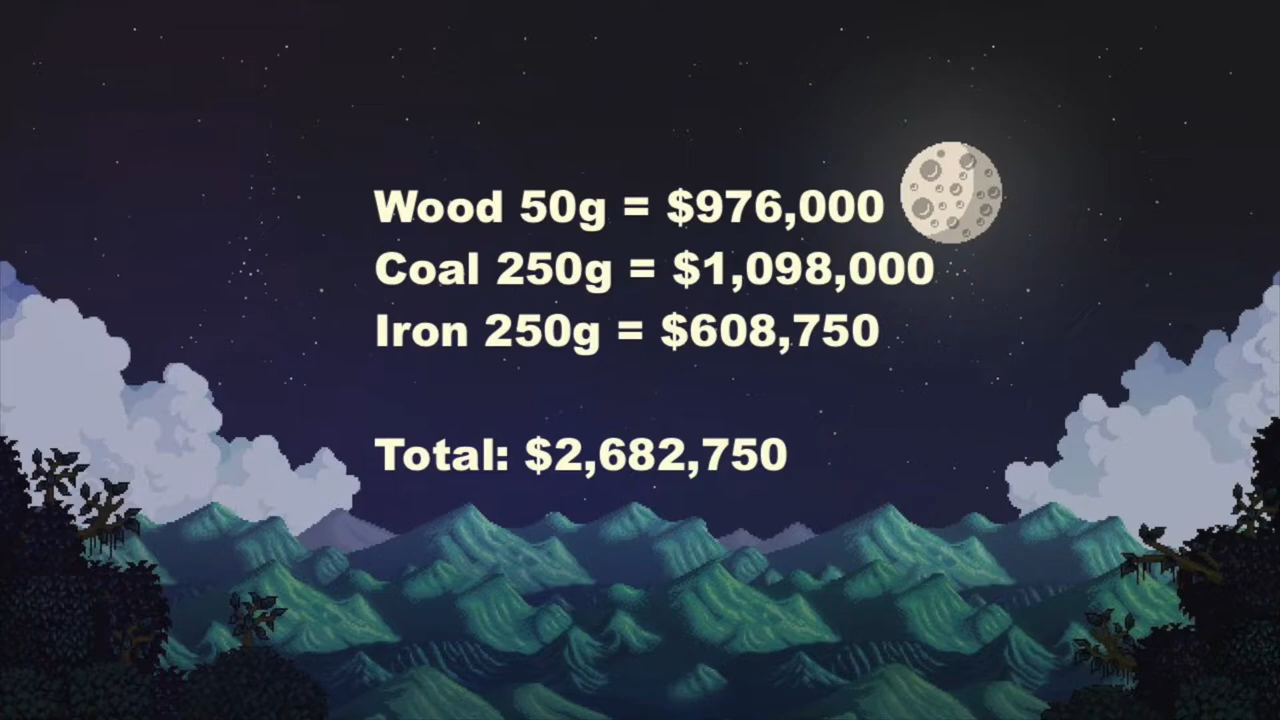 Wood 50g = $976,000
Coal 250g = $1,098,000
Iron 250g = $608,750
Total: $2,682,750